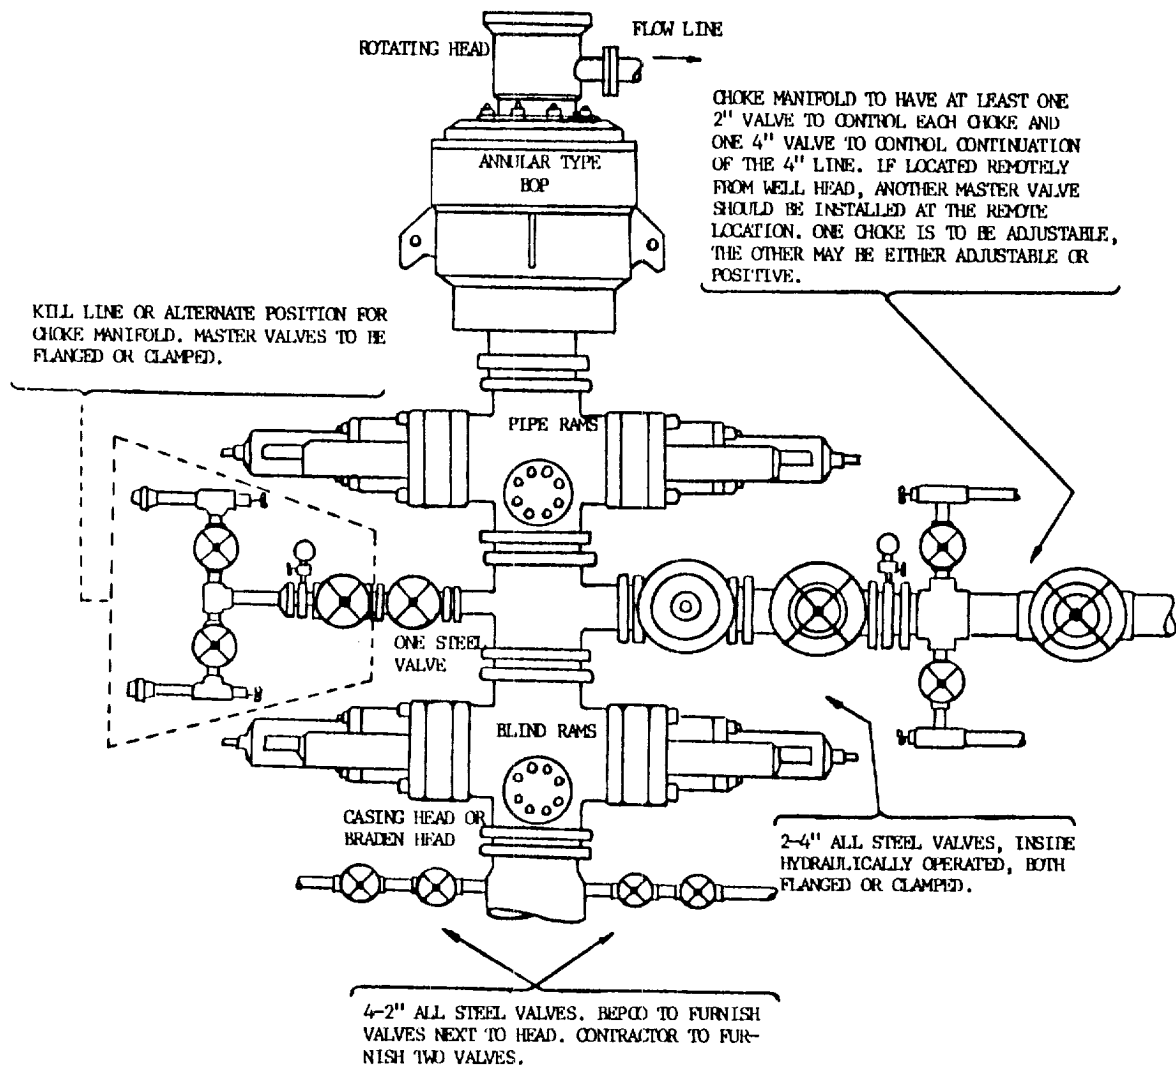 ROTATING HEAD
FLOW LINE
CHOKE MANIFOLD TO HAVE AT LEAST ONE
2" VALVE TO CONTROL EACH CHOKE AND
ONE 4" VALVE TO CONTROL CONTINUATION
OF THE 4" LINE. IF LOCATED REMOTELY
FROM WELL HEAD, ANOTHER MASTER VALVE
SHOULD BE INSTALLED AT THE REMOTE
LOCATION. ONE CHOKE IS TO BE ADJUSTABLE,
THE OTHER MAY BE EITHER ADJUSTABLE OR
POSITIVE.
ANNULAR TYPE
BOP
KILL LINE OR ALTERNATE POSITION FOR
CHOKE MANIFOLD. MASTER VALVES TO BE
FLANGED OR CLAMPED.
PIPE RAMS
ONE STEEL
VALVE
BLIND RAMS
CASING HEAD OR
BRADEN HEAD
2-4" ALL STEEL VALVES, INSIDE
HYDRAULICALLY OPERATED, BOTH
FLANGED OR CLAMPED.
4-2" ALL STEEL VALVES. BEPCO TO FURNISH
VALVES NEXT TO HEAD. CONTRACTOR TO FUR-
NISH TWO VALVES.